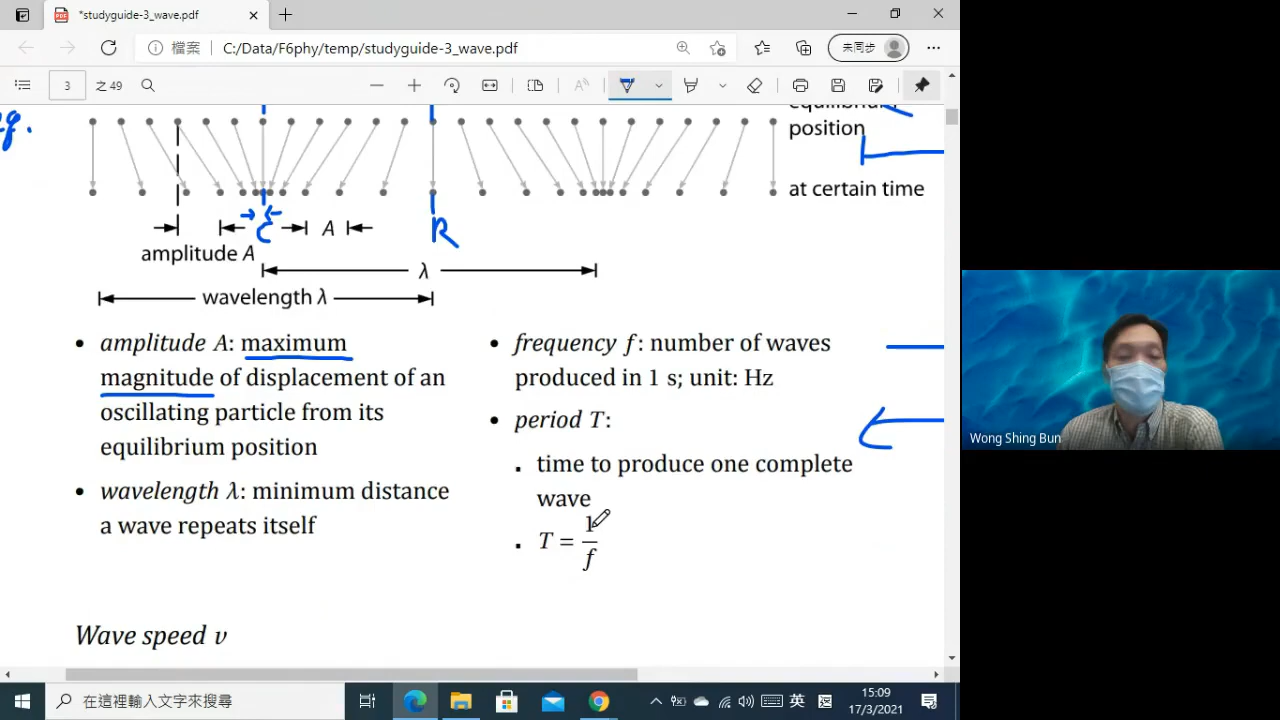 *studyguide-3_wave.pdf
檔案
C:/Data/F6phy/temp/studyguide-3_wave.pdf
未同步
3
之 49
g.
equilibrium
position
at certain time
C
R
A
amplitude A
λ
wavelength λ
• amplitude A: maximum
magnitude of displacement of an
oscillating particle from its
equilibrium position
• wavelength λ: minimum distance
a wave repeats itself
• frequency f: number of waves
produced in 1 s; unit: Hz
• period T:
▪ time to produce one complete
wave
▪ T = 1/f
Wave speed v
Wong Shing Bun
在這裡輸入文字來搜尋
英
15:09
17/3/2021